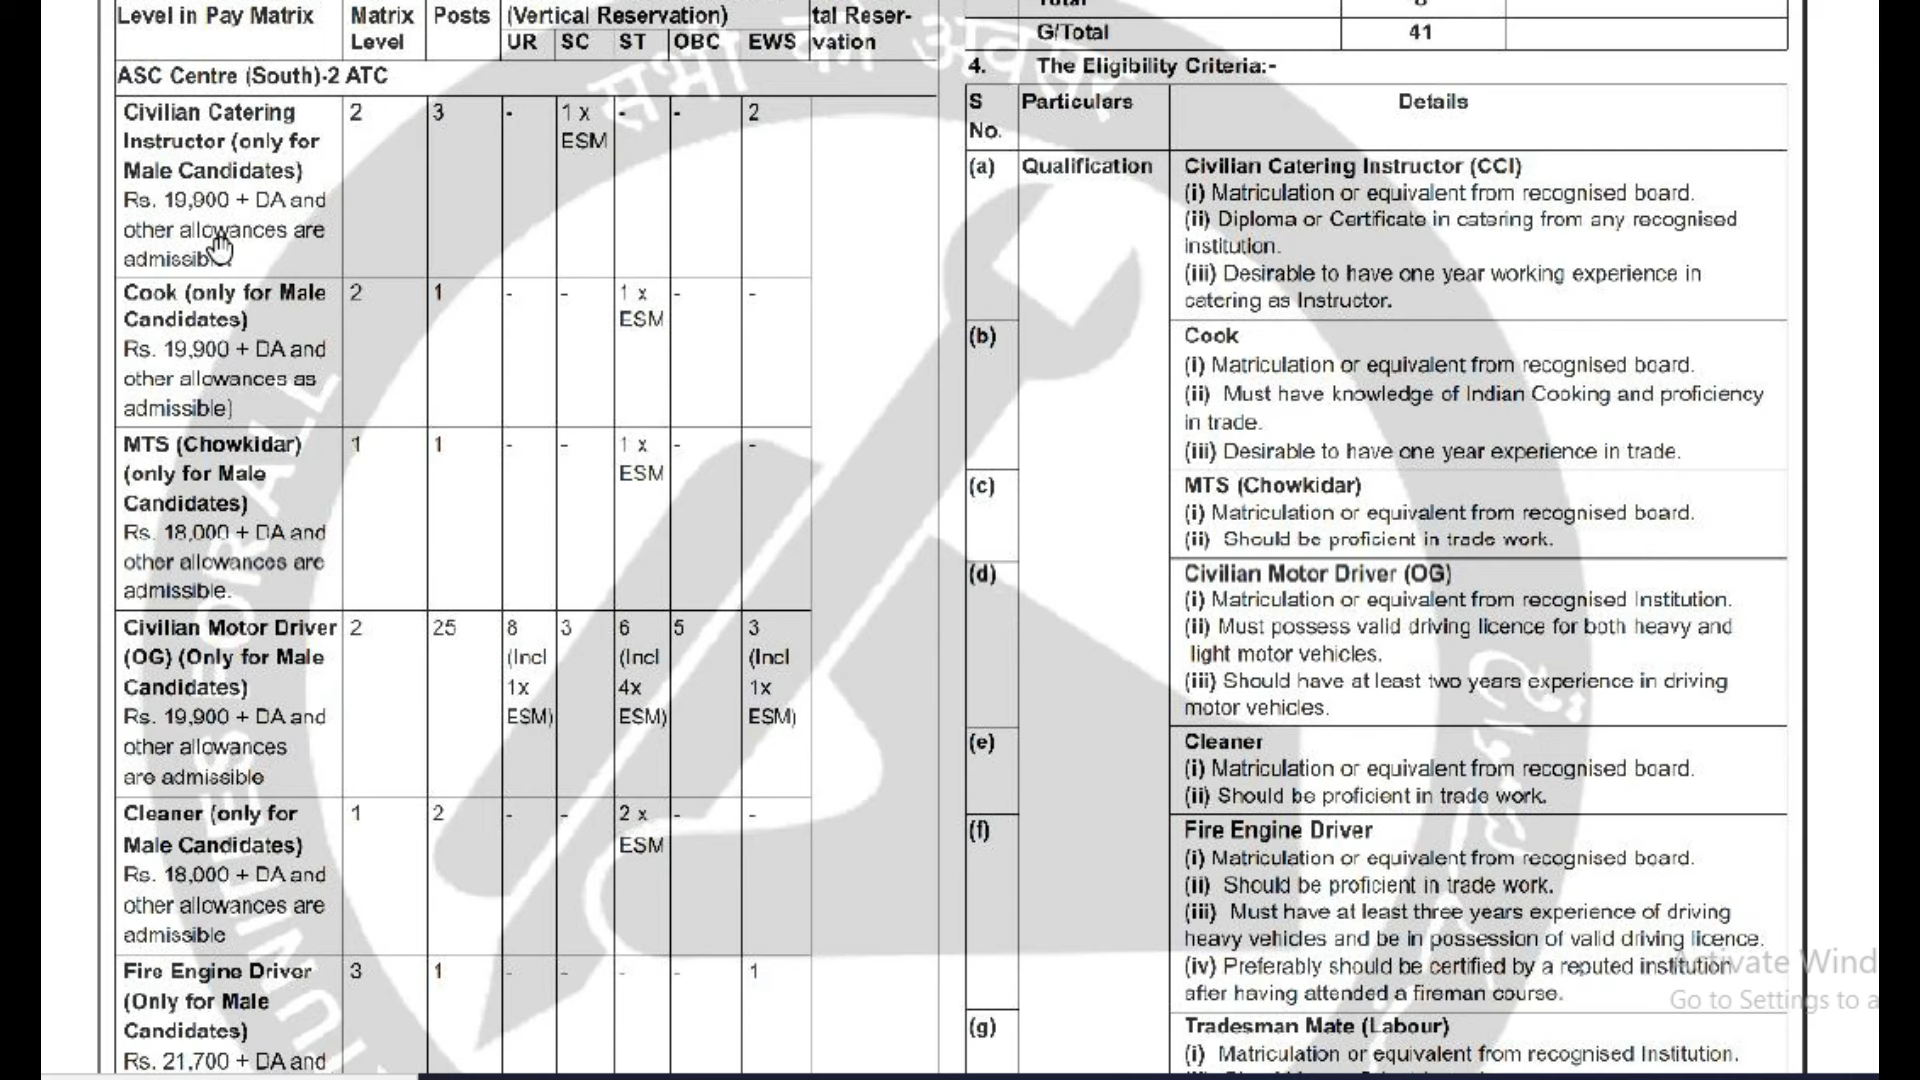 Level in Pay Matrix
Matrix
Level
Posts
(Vertical Reservation)
UR SC ST OBC EWS
tal Reser-
vation
ASC Centre (South)-2 ATC
Civilian Catering
Instructor (only for
Male Candidates)
Rs. 19,900 + DA and
other allowances are
2
3
-
1 x
ESM
-
-
2
Cook (only for Male
Candidates)
Rs. 19,900 + DA and
other allowances as
admissible)
2
1
-
-
1 x
ESM
-
-
MTS (Chowkidar)
(only for Male
Candidates)
Rs. 18,000 + DA and
other allowances are
admissible.
1
1
-
-
1 x
ESM
-
-
Civilian Motor Driver
(OG) (Only for Male
Candidates)
Rs. 19,900 + DA and
other allowances
are admissible
2
25
8
(Incl
1x
ESM)
3
6
(Incl
4x
ESM)
5
3
(Incl
1x
ESM)
Cleaner (only for
Male Candidates)
Rs. 18,000 + DA and
other allowances are
admissible
1
2
-
-
2 x
ESM
-
-
Fire Engine Driver
(Only for Male
Candidates)
Rs. 21,700 + DA and
3
1
-
-
-
-
1
G/Total 41
4. The Eligibility Criteria:-
S
No.
Particulars
Details
(a) Qualification Civilian Catering Instructor (CCI)
(i) Matriculation or equivalent from recognised board.
(ii) Diploma or Certificate in catering from any recognised
institution.
(iii) Desirable to have one year working experience in
catering as Instructor.
(b) Cook
(i) Matriculation or equivalent from recognised board.
(ii) Must have knowledge of Indian Cooking and proficiency
in trade.
(iii) Desirable to have one year experience in trade.
(c) MTS (Chowkidar)
(i) Matriculation or equivalent from recognised board.
(ii) Should be proficient in trade work.
(d) Civilian Motor Driver (OG)
(i) Matriculation or equivalent from recognised Institution.
(ii) Must possess valid driving licence for both heavy and
light motor vehicles.
(iii) Should have at least two years experience in driving
motor vehicles.
(e) Cleaner
(i) Matriculation or equivalent from recognised board.
(ii) Should be proficient in trade work.
(f) Fire Engine Driver
(i) Matriculation or equivalent from recognised board.
(ii) Should be proficient in trade work.
(iii) Must have at least three years experience of driving
heavy vehicles and be in possession of valid driving licence.
(iv) Preferably should be certified by a reputed institution
after having attended a fireman course.
(g) Tradesman Mate (Labour)
(i) Matriculation or equivalent from recognised Institution.
सभी को अवसर
FOR ALL
Activate Wind
Go to Settings to a